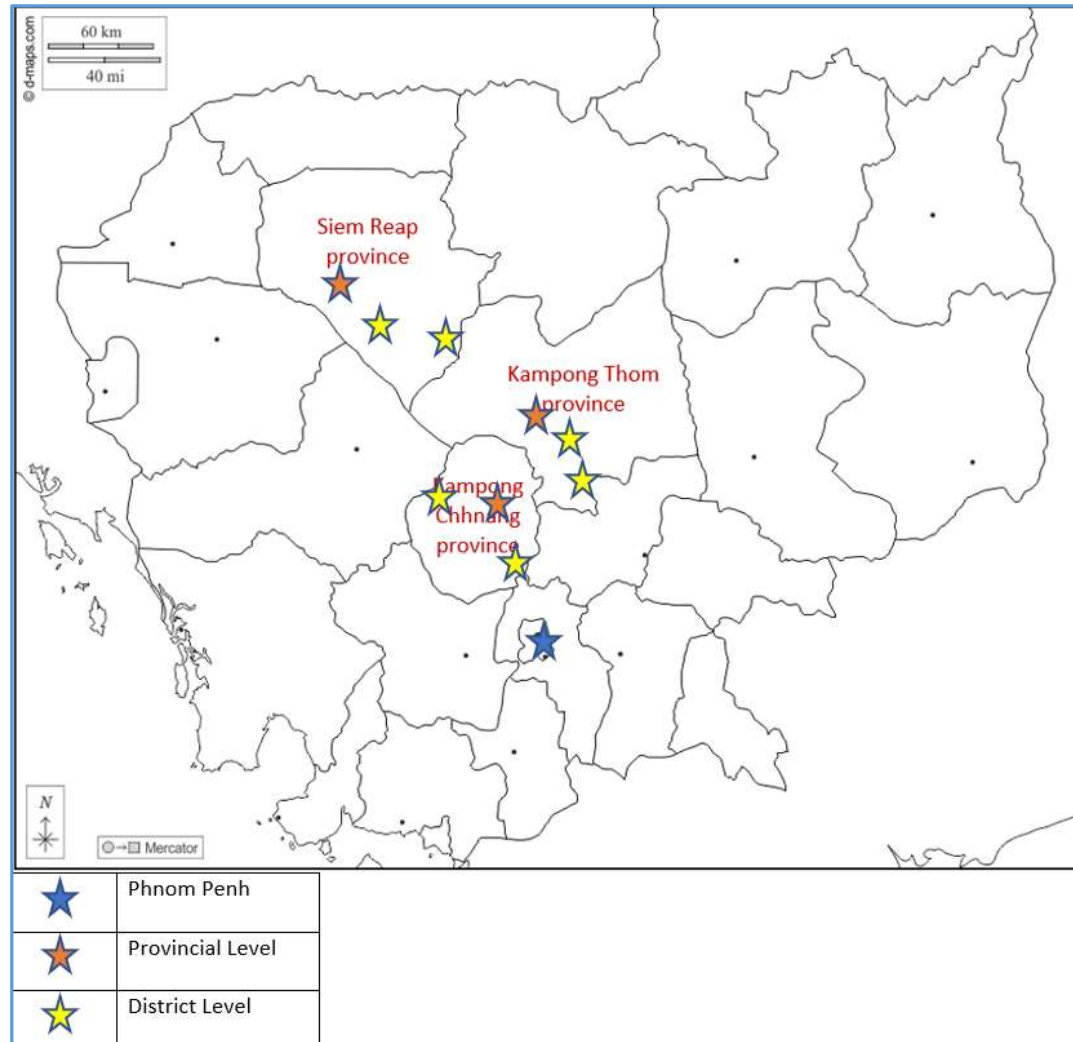 © d-maps.com
60 km
40 mi
Siem Reap
province
Kampong Thom
province
Kampong
Chhnang
province
N
Mercator
Phnom Penh
Provincial Level
District Level